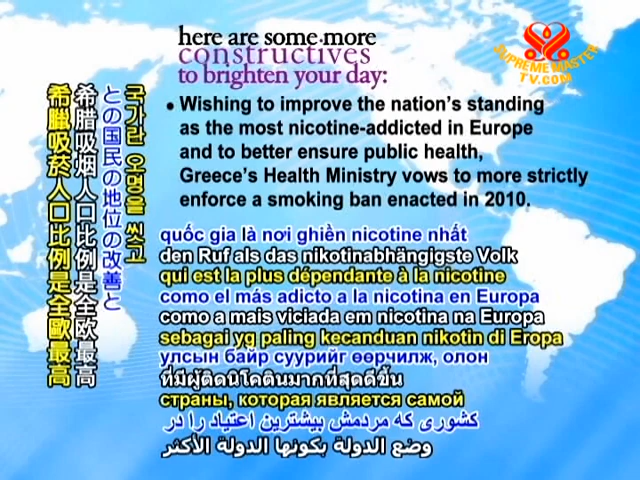 here are some more
constructives
to brighten your day:
SUPREME MASTER
TV.COM
• Wishing to improve the nation's standing
as the most nicotine-addicted in Europe
and to better ensure public health,
Greece's Health Ministry vows to more strictly
enforce a smoking ban enacted in 2010.
국가란 오명을 씻고
との国民の地位の改善と
希腊吸烟人口比例是全欧最高
希臘吸菸人口比例是全歐最高
quốc gia là nơi ghiền nicotine nhất
den Ruf als das nikotinabhängigste Volk
qui est la plus dépendante à la nicotine
como el más adicto a la nicotina en Europa
como a mais viciada em nicotina na Europa
sebagai yg paling kecanduan nikotin di Eropa
улсын байр суурийг өөрчилж, олон
ที่มีผู้ติดนิโคตินมากที่สุดดีขึ้น
страны, которая является самой
کشوری که مردمش بیشترین اعتیاد را در
وضع الدولة بكونها الدولة الأكثر